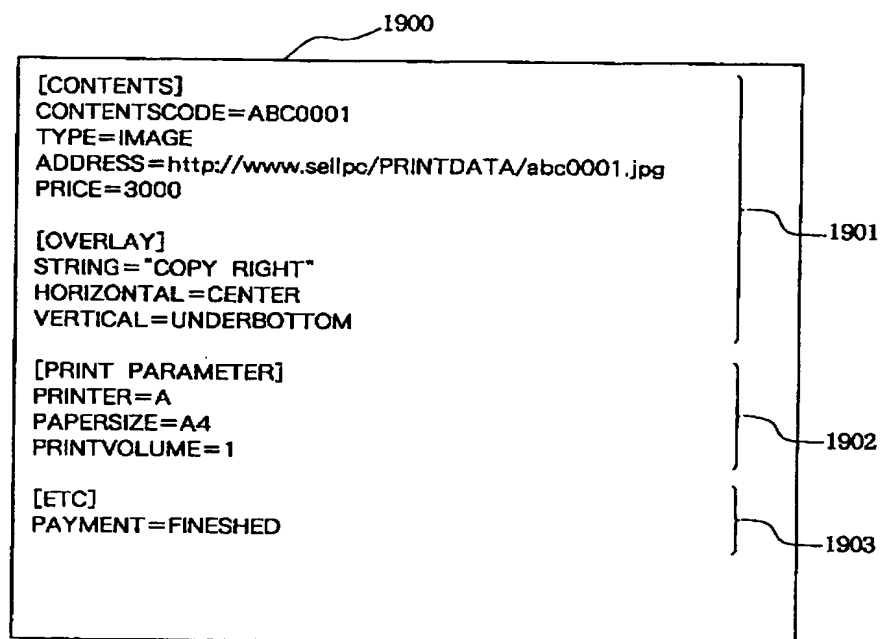 1900
[CONTENTS]
CONTENTSCODE=ABC0001
TYPE=IMAGE
ADDRESS=http://www.sellpc/PRINTDATA/abc0001.jpg
PRICE=3000
1901
[OVERLAY]
STRING="COPY RIGHT"
HORIZONTAL=CENTER
VERTICAL=UNDERBOTTOM
[PRINT PARAMETER]
PRINTER=A
PAPERSIZE=A4
PRINTVOLUME=1
1902
[ETC]
PAYMENT=FINESHED
1903